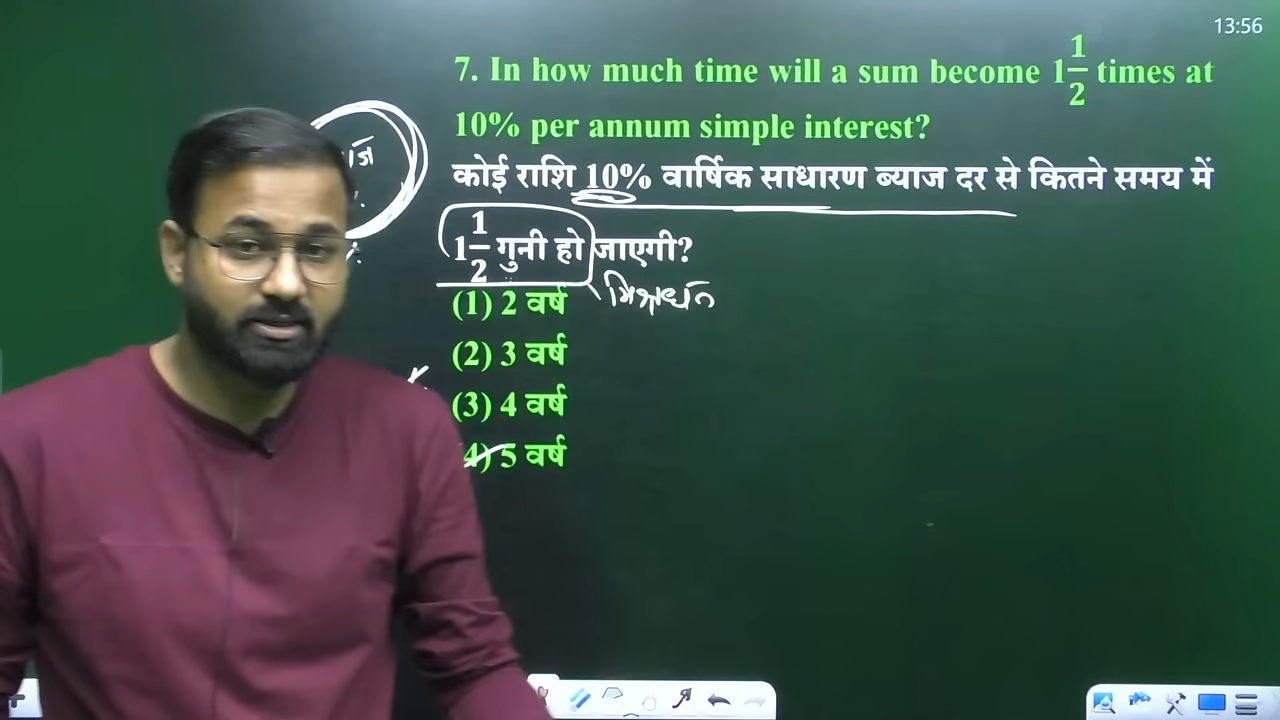 13:56
7. In how much time will a sum become 1 1/2 times at
10% per annum simple interest?
कोई राशि 10% वार्षिक साधारण ब्याज दर से कितने समय में
1 1/2 गुनी हो जाएगी?
मिश्रधन
(1) 2 वर्ष
(2) 3 वर्ष
(3) 4 वर्ष
4) 5 वर्ष